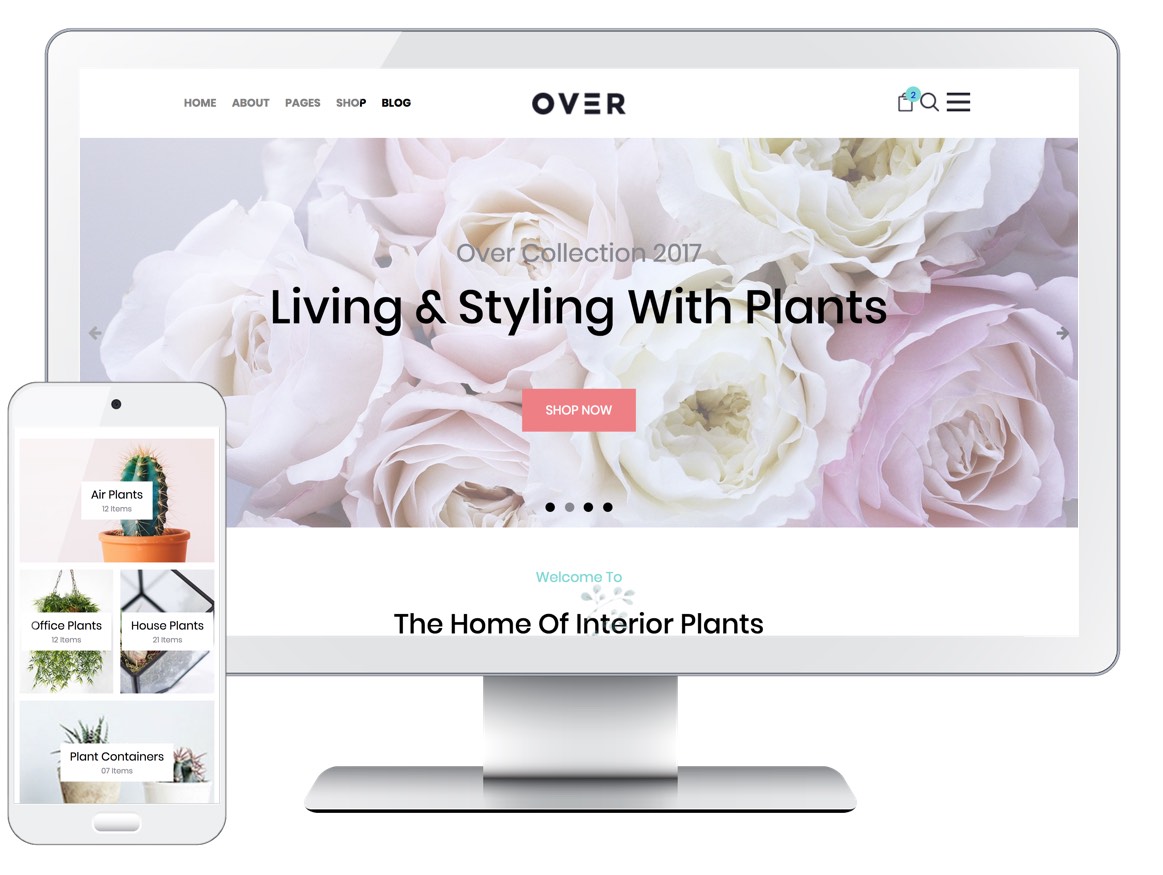 HOME ABOUT PAGES SHOP BLOG
OVER
2
Over Collection 2017
Living & Styling With Plants
SHOP NOW
Welcome To
The Home Of Interior Plants
Air Plants
12 Items
Office Plants
12 Items
House Plants
21 Items
Plant Containers
07 Items